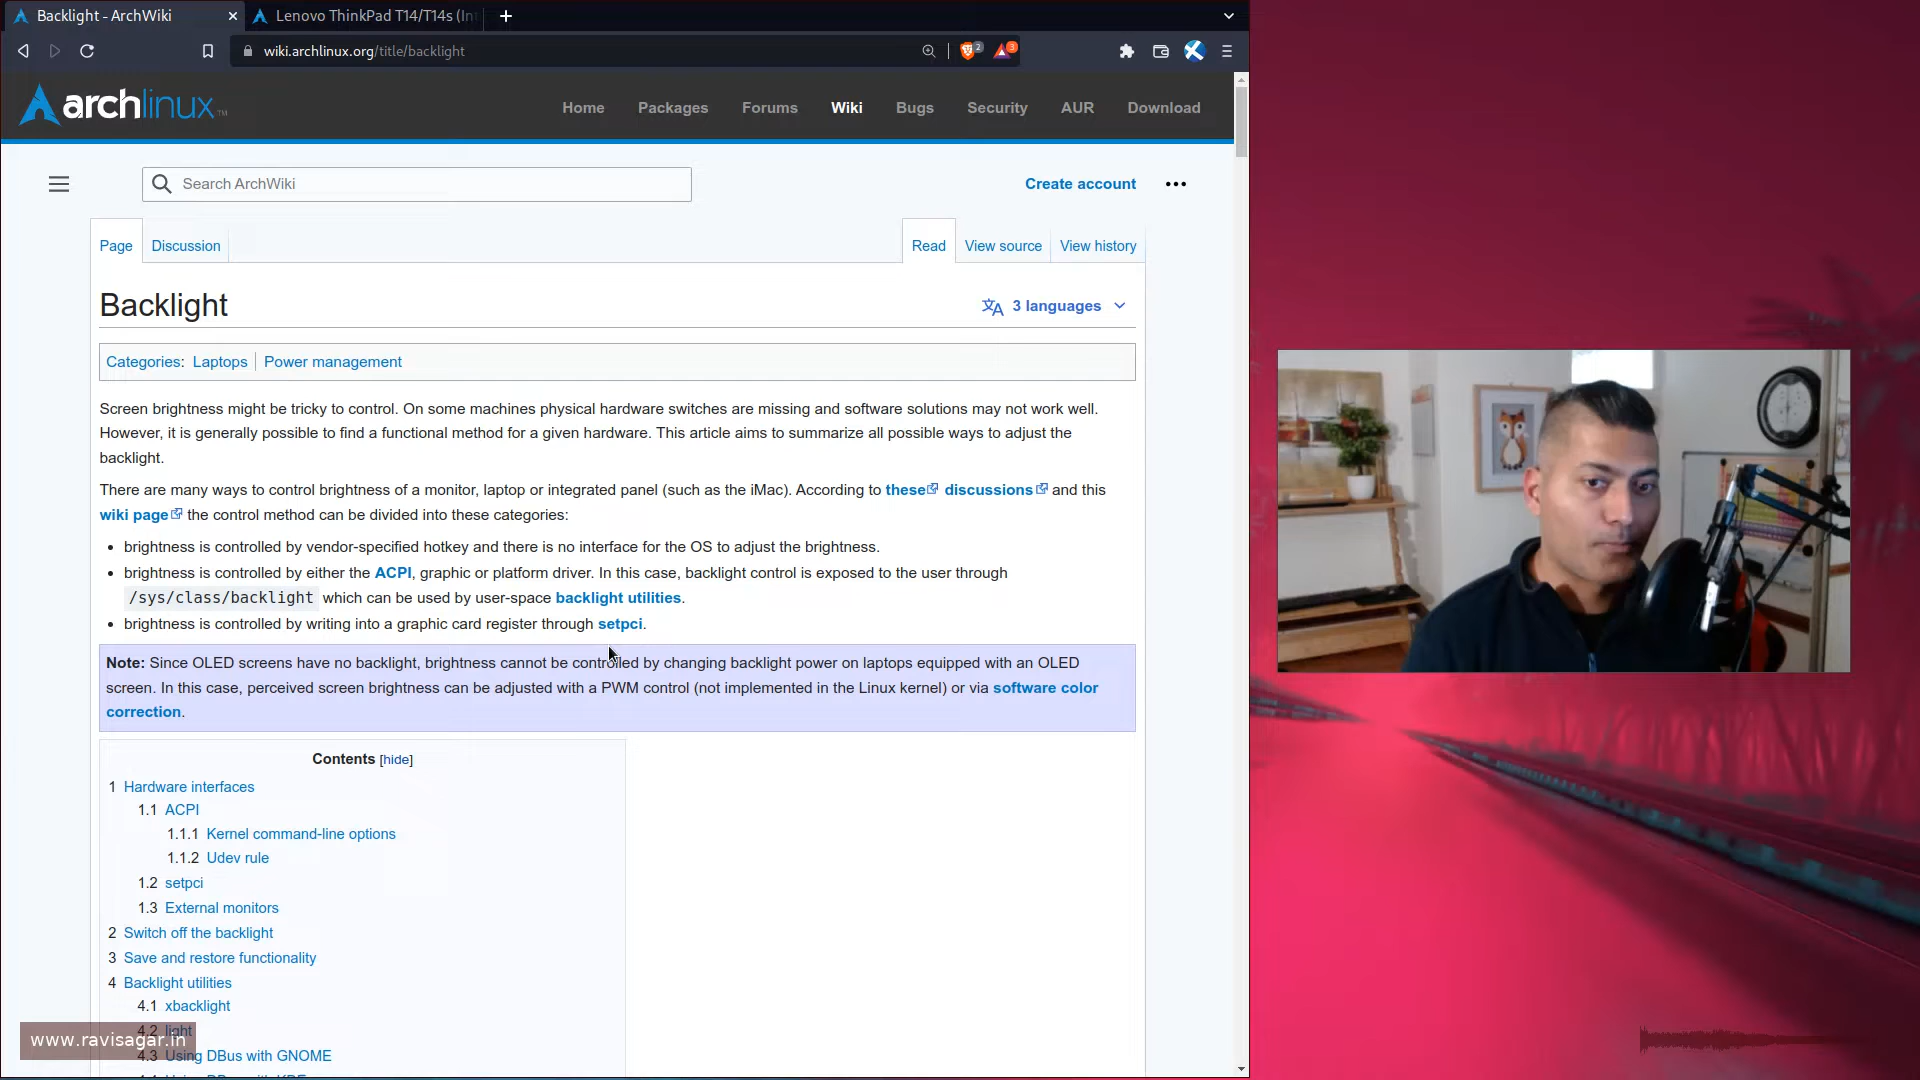 Backlight - ArchWiki
Lenovo ThinkPad T14/T14s (In
wiki.archlinux.org/title/backlight
2
3
archlinux™
Home Packages Forums Wiki Bugs Security AUR Download
Search ArchWiki
Create account
Page Discussion Read View source View history
Backlight
3 languages
Categories: Laptops Power management
Screen brightness might be tricky to control. On some machines physical hardware switches are missing and software solutions may not work well.
However, it is generally possible to find a functional method for a given hardware. This article aims to summarize all possible ways to adjust the
backlight.
There are many ways to control brightness of a monitor, laptop or integrated panel (such as the iMac). According to these discussions and this
wiki page the control method can be divided into these categories:
• brightness is controlled by vendor-specified hotkey and there is no interface for the OS to adjust the brightness.
• brightness is controlled by either the ACPI, graphic or platform driver. In this case, backlight control is exposed to the user through
/sys/class/backlight which can be used by user-space backlight utilities.
• brightness is controlled by writing into a graphic card register through setpci.
Note: Since OLED screens have no backlight, brightness cannot be controlled by changing backlight power on laptops equipped with an OLED
screen. In this case, perceived screen brightness can be adjusted with a PWM control (not implemented in the Linux kernel) or via software color
correction.
Contents [hide]
1 Hardware interfaces
1.1 ACPI
1.1.1 Kernel command-line options
1.1.2 Udev rule
1.2 setpci
1.3 External monitors
2 Switch off the backlight
3 Save and restore functionality
4 Backlight utilities
4.1 xbacklight
4.2 light
www.ravisagar.in
4.3 Using DBus with GNOME